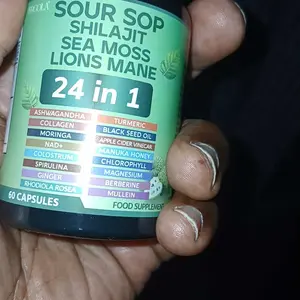 SOUR SOP
SHILAJIT
SEA MOSS
LIONS MANE
24 in 1
ASHWAGANDHA
TURMERIC
COLLAGEN
BLACK SEED OIL
MORINGA
APPLE CIDER VINEGAR
NAD+
MANUKA HONEY
COLOSTRUM
CHLOROPHYLL
SPIRULINA
MAGNESIUM
GINGER
BERBERINE
RHODIOLA ROSEA
MULLEIN
60 CAPSULES
FOOD SUPPLEMENT